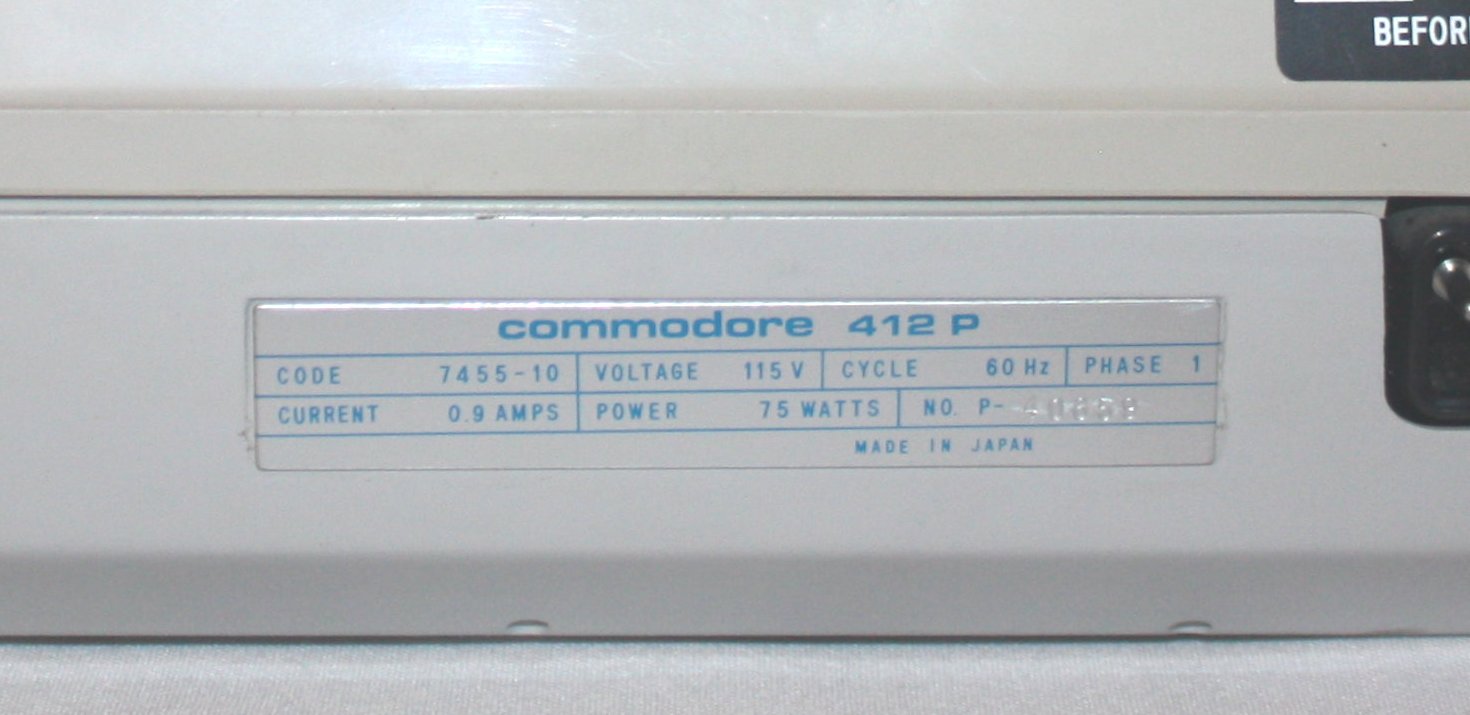 BEFOR
commodore 412 P
CODE 7455-10 VOLTAGE 115 V CYCLE 60 Hz PHASE 1
CURRENT 0.9 AMPS POWER 75 WATTS NO. P-
MADE IN JAPAN